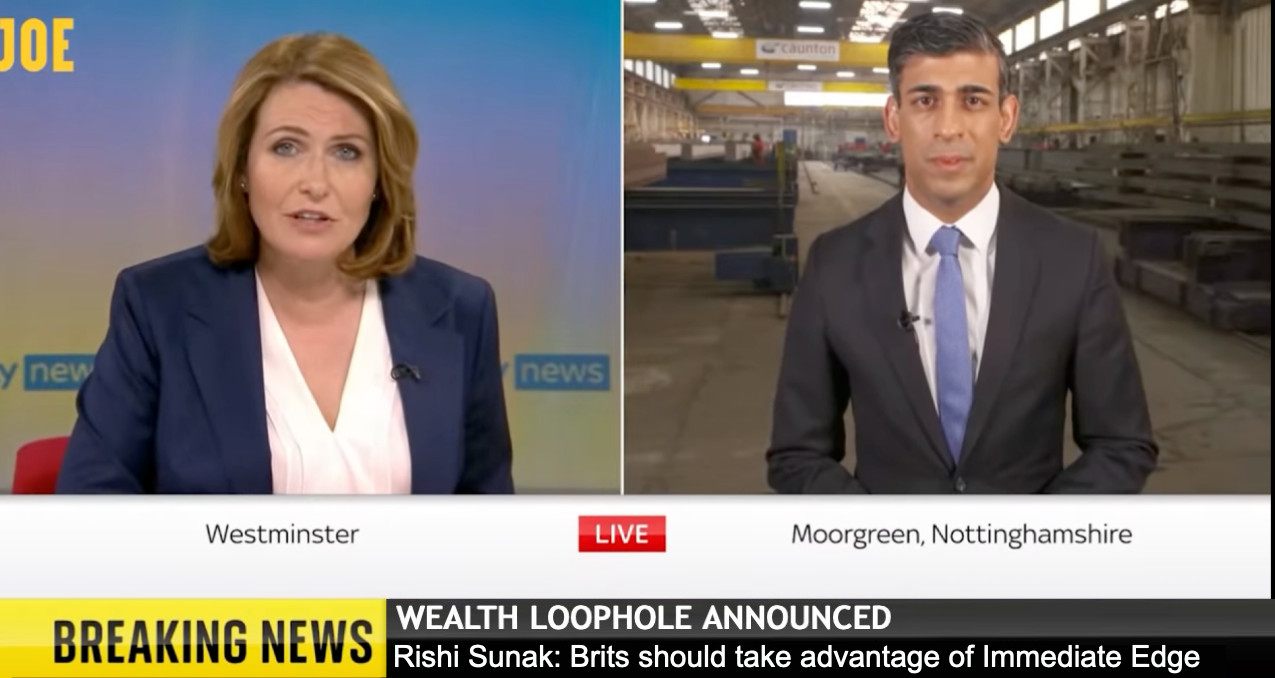 JOE
caunton
y news
y news
Westminster
LIVE
Moorgreen, Nottinghamshire
BREAKING NEWS
WEALTH LOOPHOLE ANNOUNCED
Rishi Sunak: Brits should take advantage of Immediate Edge